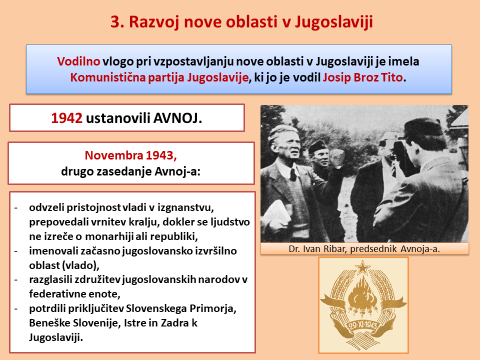 3. Razvoj nove oblasti v Jugoslaviji
Vodilno vlogo pri vzpostavljanju nove oblasti v Jugoslaviji je imela
Komunistična partija Jugoslavije, ki jo je vodil Josip Broz Tito.
1942 ustanovili AVNOJ.
Novembra 1943,
drugo zasedanje Avnoj-a:
- odvzeli pristojnost vladi v izgnanstvu,
prepovedali vrnitev kralju, dokler se ljudstvo
ne izreče o monarhiji ali republiki,
- imenovali začasno jugoslovansko izvršilno
oblast (vlado),
- razglasili združitev jugoslovanskih narodov v
federativne enote,
- potrdili priključitev Slovenskega Primorja,
Beneške Slovenije, Istre in Zadra k
Jugoslaviji.
Dr. Ivan Ribar, predsednik Avnoja-a.
29·XI·1943